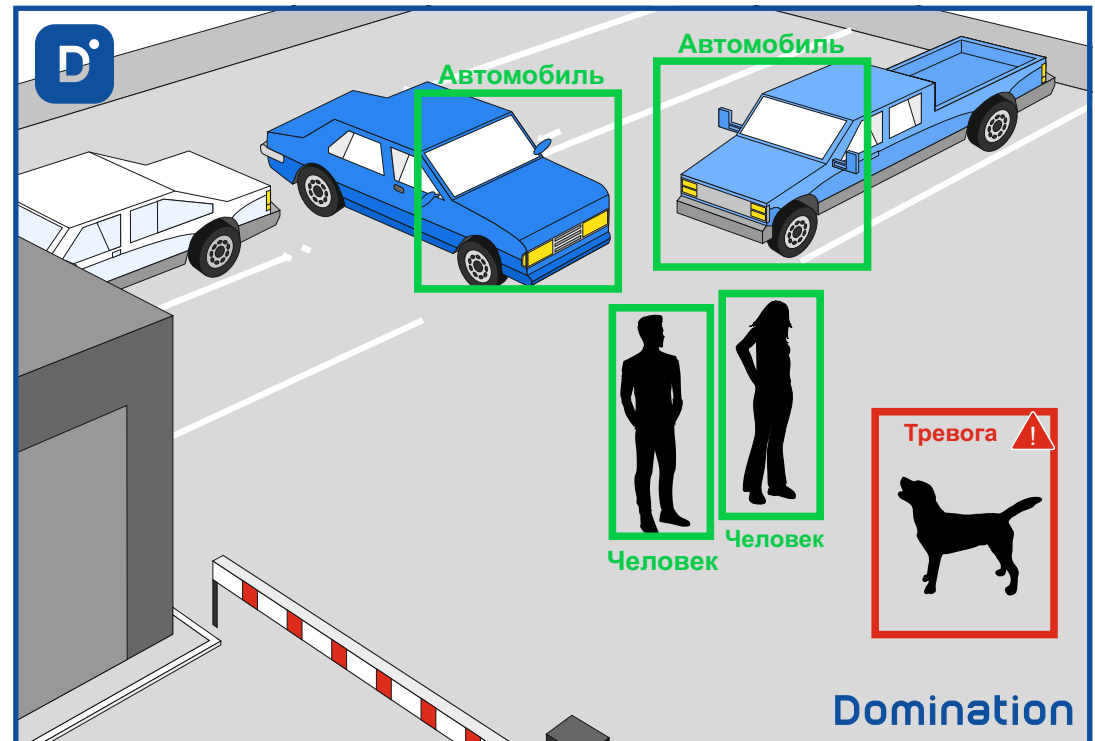 D
Автомобиль
Автомобиль
Тревога
!
Человек
Человек
Domination